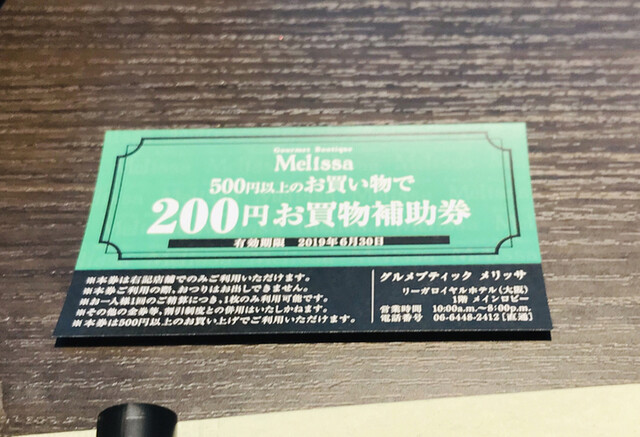 Gourmet Boutique
Melissa
500円以上のお買い物で
200円お買物補助券
有効期限 2019年6月30日
※本券は右記店舗でのみご利用いただけます。
※本券ご利用の際、おつりはお出しできません。
※お一人様1回のご精算につき、1枚のみ利用可能です。
※その他の金券等、割引制度との併用はいたしかねます。
※本券は500円以上のお買い上げでご利用いただけます。
グルメブティック メリッサ
リーガロイヤルホテル(大阪)
1階 メインロビー
営業時間 10:00a.m.~8:00p.m.
電話番号 06-6448-2412[直通]